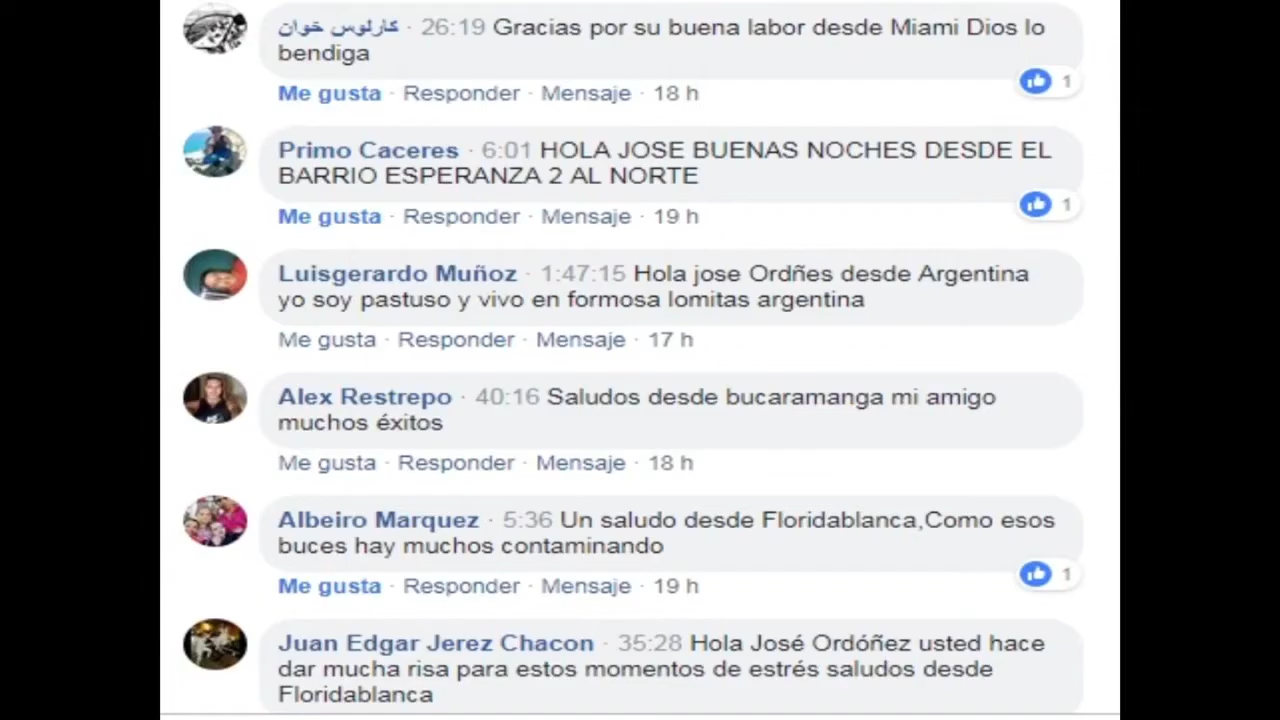 كارلوس خوان · 26:19 Gracias por su buena labor desde Miami Dios lo
bendiga
Me gusta · Responder · Mensaje · 18 h
1
Primo Caceres · 6:01 HOLA JOSE BUENAS NOCHES DESDE EL
BARRIO ESPERANZA 2 AL NORTE
Me gusta · Responder · Mensaje · 19 h
1
Luisgerardo Muñoz · 1:47:15 Hola jose Ordñes desde Argentina
yo soy pastuso y vivo en formosa lomitas argentina
Me gusta · Responder · Mensaje · 17 h
Alex Restrepo · 40:16 Saludos desde bucaramanga mi amigo
muchos éxitos
Me gusta · Responder · Mensaje · 18 h
Albeiro Marquez · 5:36 Un saludo desde Floridablanca,Como esos
buces hay muchos contaminando
Me gusta · Responder · Mensaje · 19 h
1
Juan Edgar Jerez Chacon · 35:28 Hola José Ordóñez usted hace
dar mucha risa para estos momentos de estrés saludos desde
Floridablanca